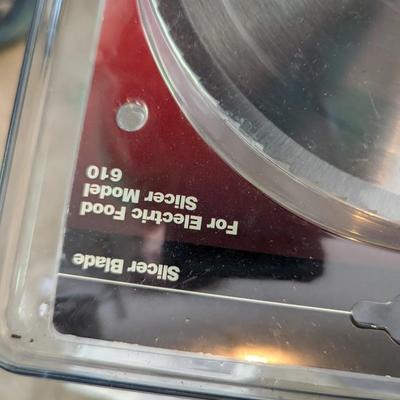 Slicer Blade
For Electric Food
Slicer Model
610